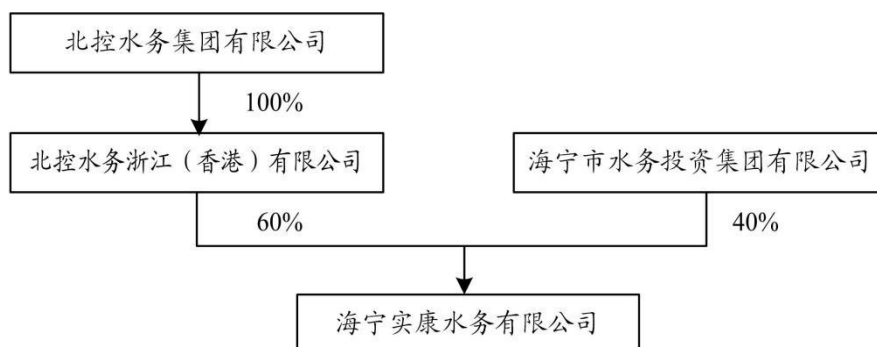 北控水务集团有限公司
100%
北控水务浙江（香港）有限公司
海宁市水务投资集团有限公司
60%
40%
海宁实康水务有限公司